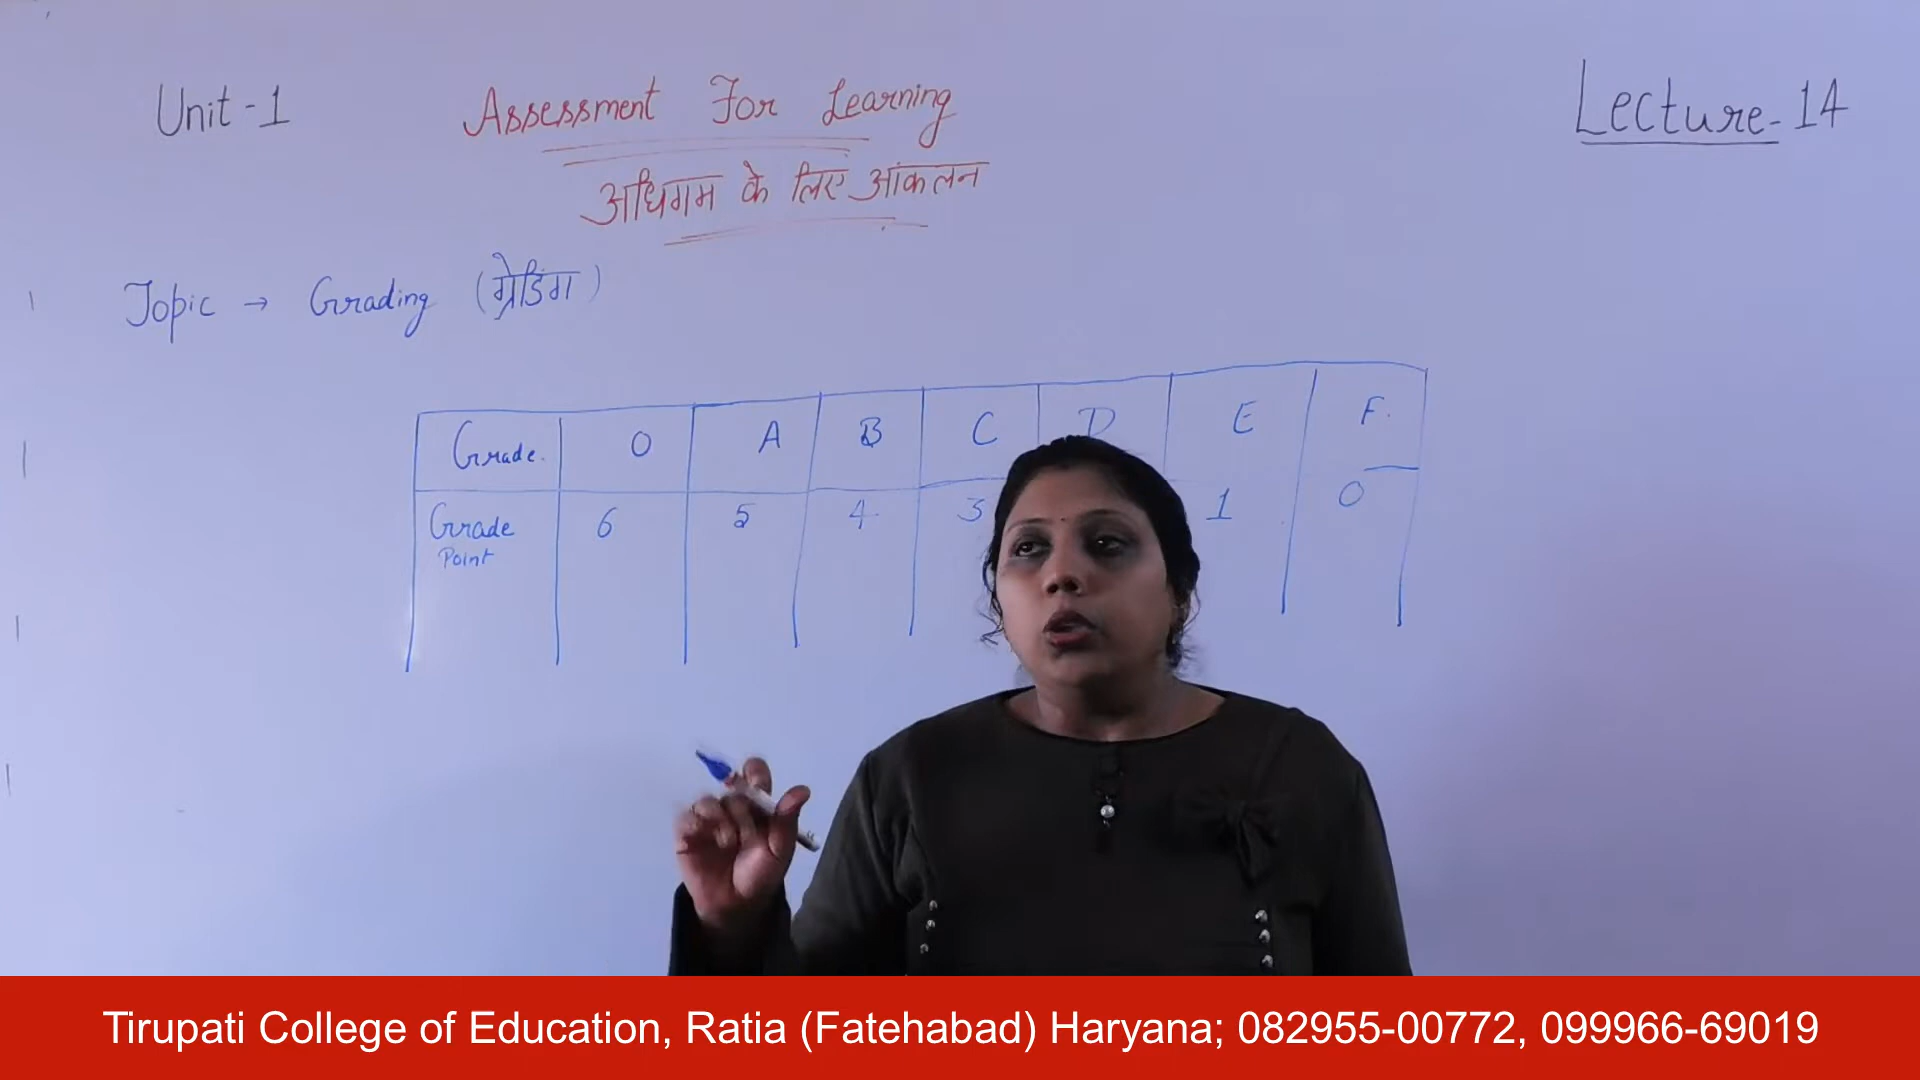 Unit-1 Assessment For Learning Lecture-14
अधिगम के लिए आंकलन
Topic → Grading (ग्रेडिंग)
Grade. O A B C D E F.
Grade Point 6 5 4 3 1 0
Tirupati College of Education, Ratia (Fatehabad) Haryana; 082955-00772, 099966-69019